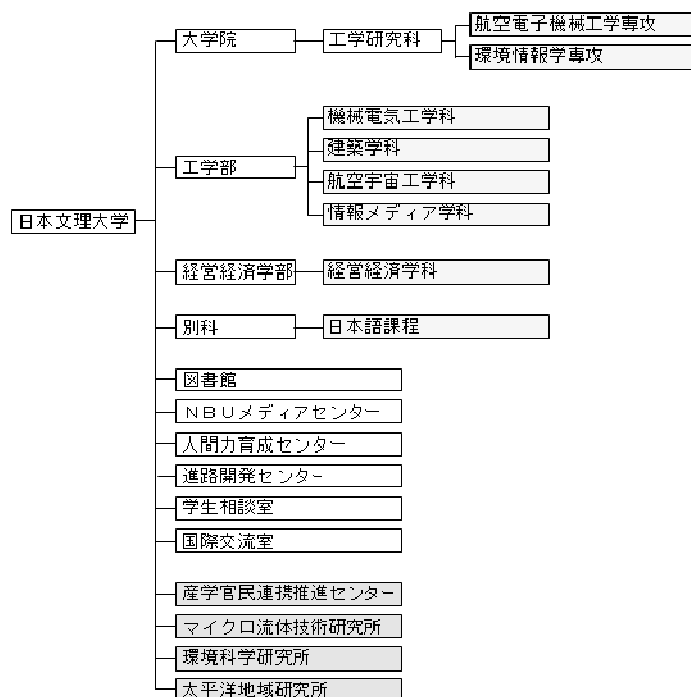 日本文理大学
大学院
工学研究科
航空電子機械工学専攻
環境情報学専攻
工学部
機械電気工学科
建築学科
航空宇宙工学科
情報メディア学科
経営経済学部
経営経済学科
別科
日本語課程
図書館
ＮＢＵメディアセンター
人間力育成センター
進路開発センター
学生相談室
国際交流室
産学官民連携推進センター
マイクロ流体技術研究所
環境科学研究所
太平洋地域研究所